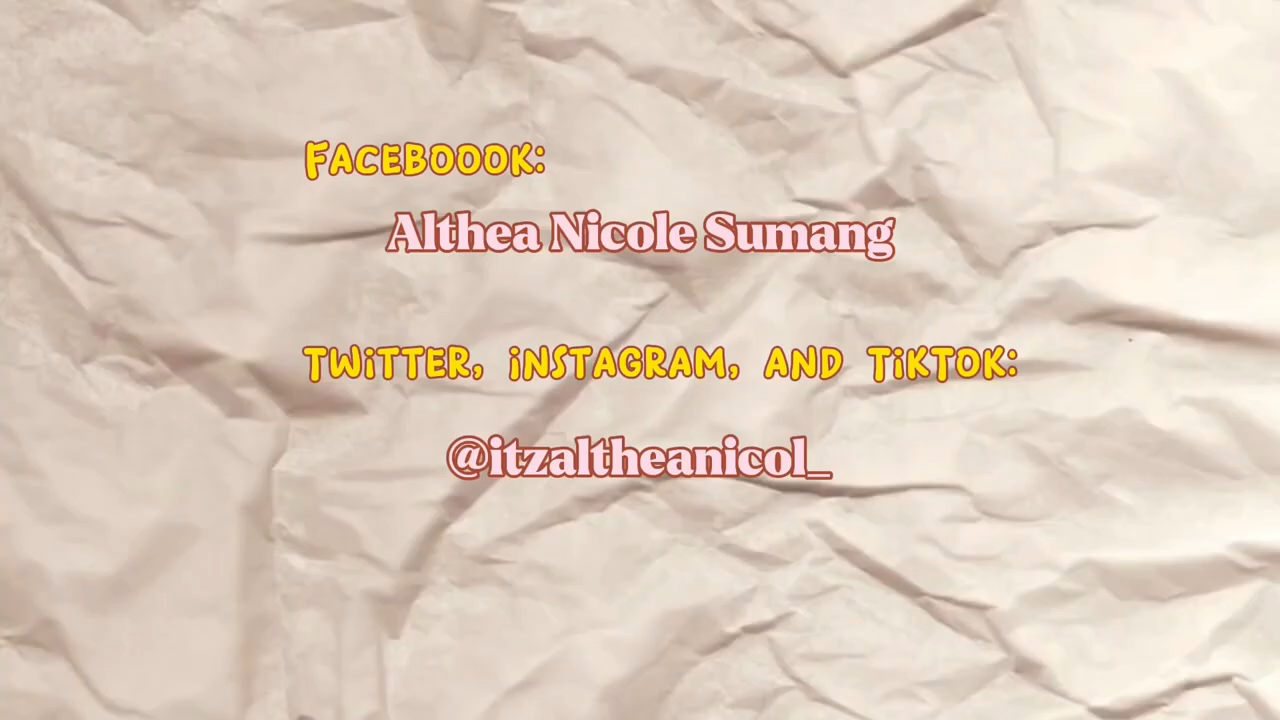 FACEBOOOK:
Althea Nicole Sumang
TWiTTER, iNSTAGRAM, AND TiKTOK:
@itzaltheanicol_